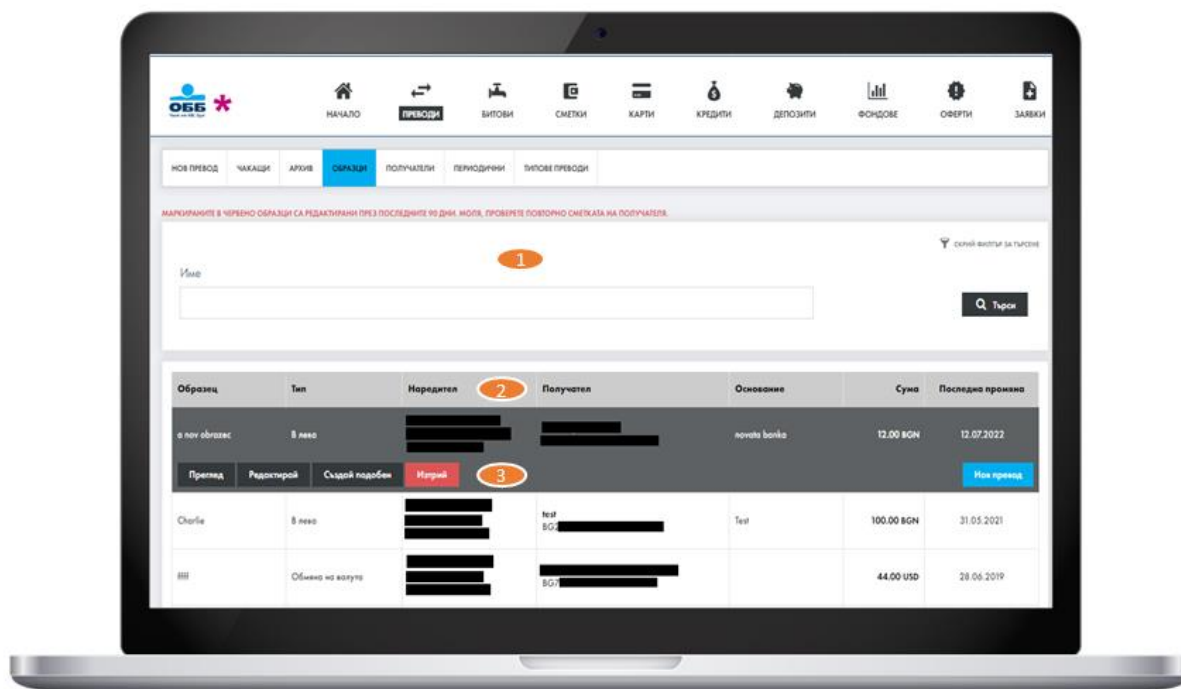 ОББ
НАЧАЛО ПРЕВОДИ БИТОВИ СМЕТКИ КАРТИ КРЕДИТИ ДЕПОЗИТИ ФОНДОВЕ ОФЕРТИ ЗАЯВКИ
НОВ ПРЕВОД ЧАКАЩИ АРХИВ ОБРАЗЦИ ПОЛУЧАТЕЛИ ПЕРИОДИЧНИ ТИПОВЕ ПРЕВОДИ
МАРКИРАНИТЕ В ЧЕРВЕНО ОБРАЗЦИ СА РЕДАКТИРАНИ ПРЕЗ ПОСЛЕДНИТЕ 90 ДНИ. МОЛЯ, ПРОВЕРЕТЕ ПОВТОРНО СМЕТКАТА НА ПОЛУЧАТЕЛЯ.
СКРИЙ ФИЛТЪР ЗА ТЪРСЕНЕ
1
Име
Търси
Образец Тип Наредител 2 Получател Основание Сума Последна промяна
a nov obrazec В лева novata banka 12.00 BGN 12.07.2022
Преглед Редактирай Създай подобен Изтрий 3 Нов превод
Charlie В лева test Test 100.00 BGN 31.05.2021
BG2
Обмяна на валута 44.00 USD 28.06.2019
BG7